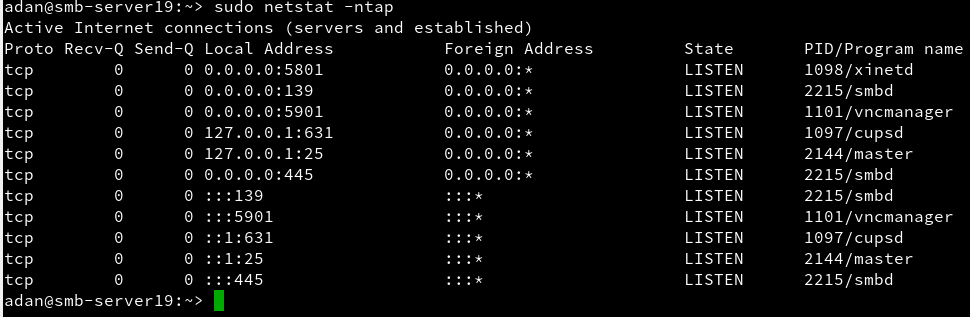 adan@smb-server19:~> sudo netstat -ntap
Active Internet connections (servers and established)
Proto Recv-Q Send-Q Local Address           Foreign Address         State       PID/Program name
tcp        0      0 0.0.0.0:5801            0.0.0.0:*               LISTEN      1098/xinetd
tcp        0      0 0.0.0.0:139             0.0.0.0:*               LISTEN      2215/smbd
tcp        0      0 0.0.0.0:5901            0.0.0.0:*               LISTEN      1101/vncmanager
tcp        0      0 127.0.0.1:631           0.0.0.0:*               LISTEN      1097/cupsd
tcp        0      0 127.0.0.1:25            0.0.0.0:*               LISTEN      2144/master
tcp        0      0 0.0.0.0:445             0.0.0.0:*               LISTEN      2215/smbd
tcp        0      0 :::139                  :::*                    LISTEN      2215/smbd
tcp        0      0 :::5901                 :::*                    LISTEN      1101/vncmanager
tcp        0      0 ::1:631                 :::*                    LISTEN      1097/cupsd
tcp        0      0 ::1:25                  :::*                    LISTEN      2144/master
tcp        0      0 :::445                  :::*                    LISTEN      2215/smbd
adan@smb-server19:~>